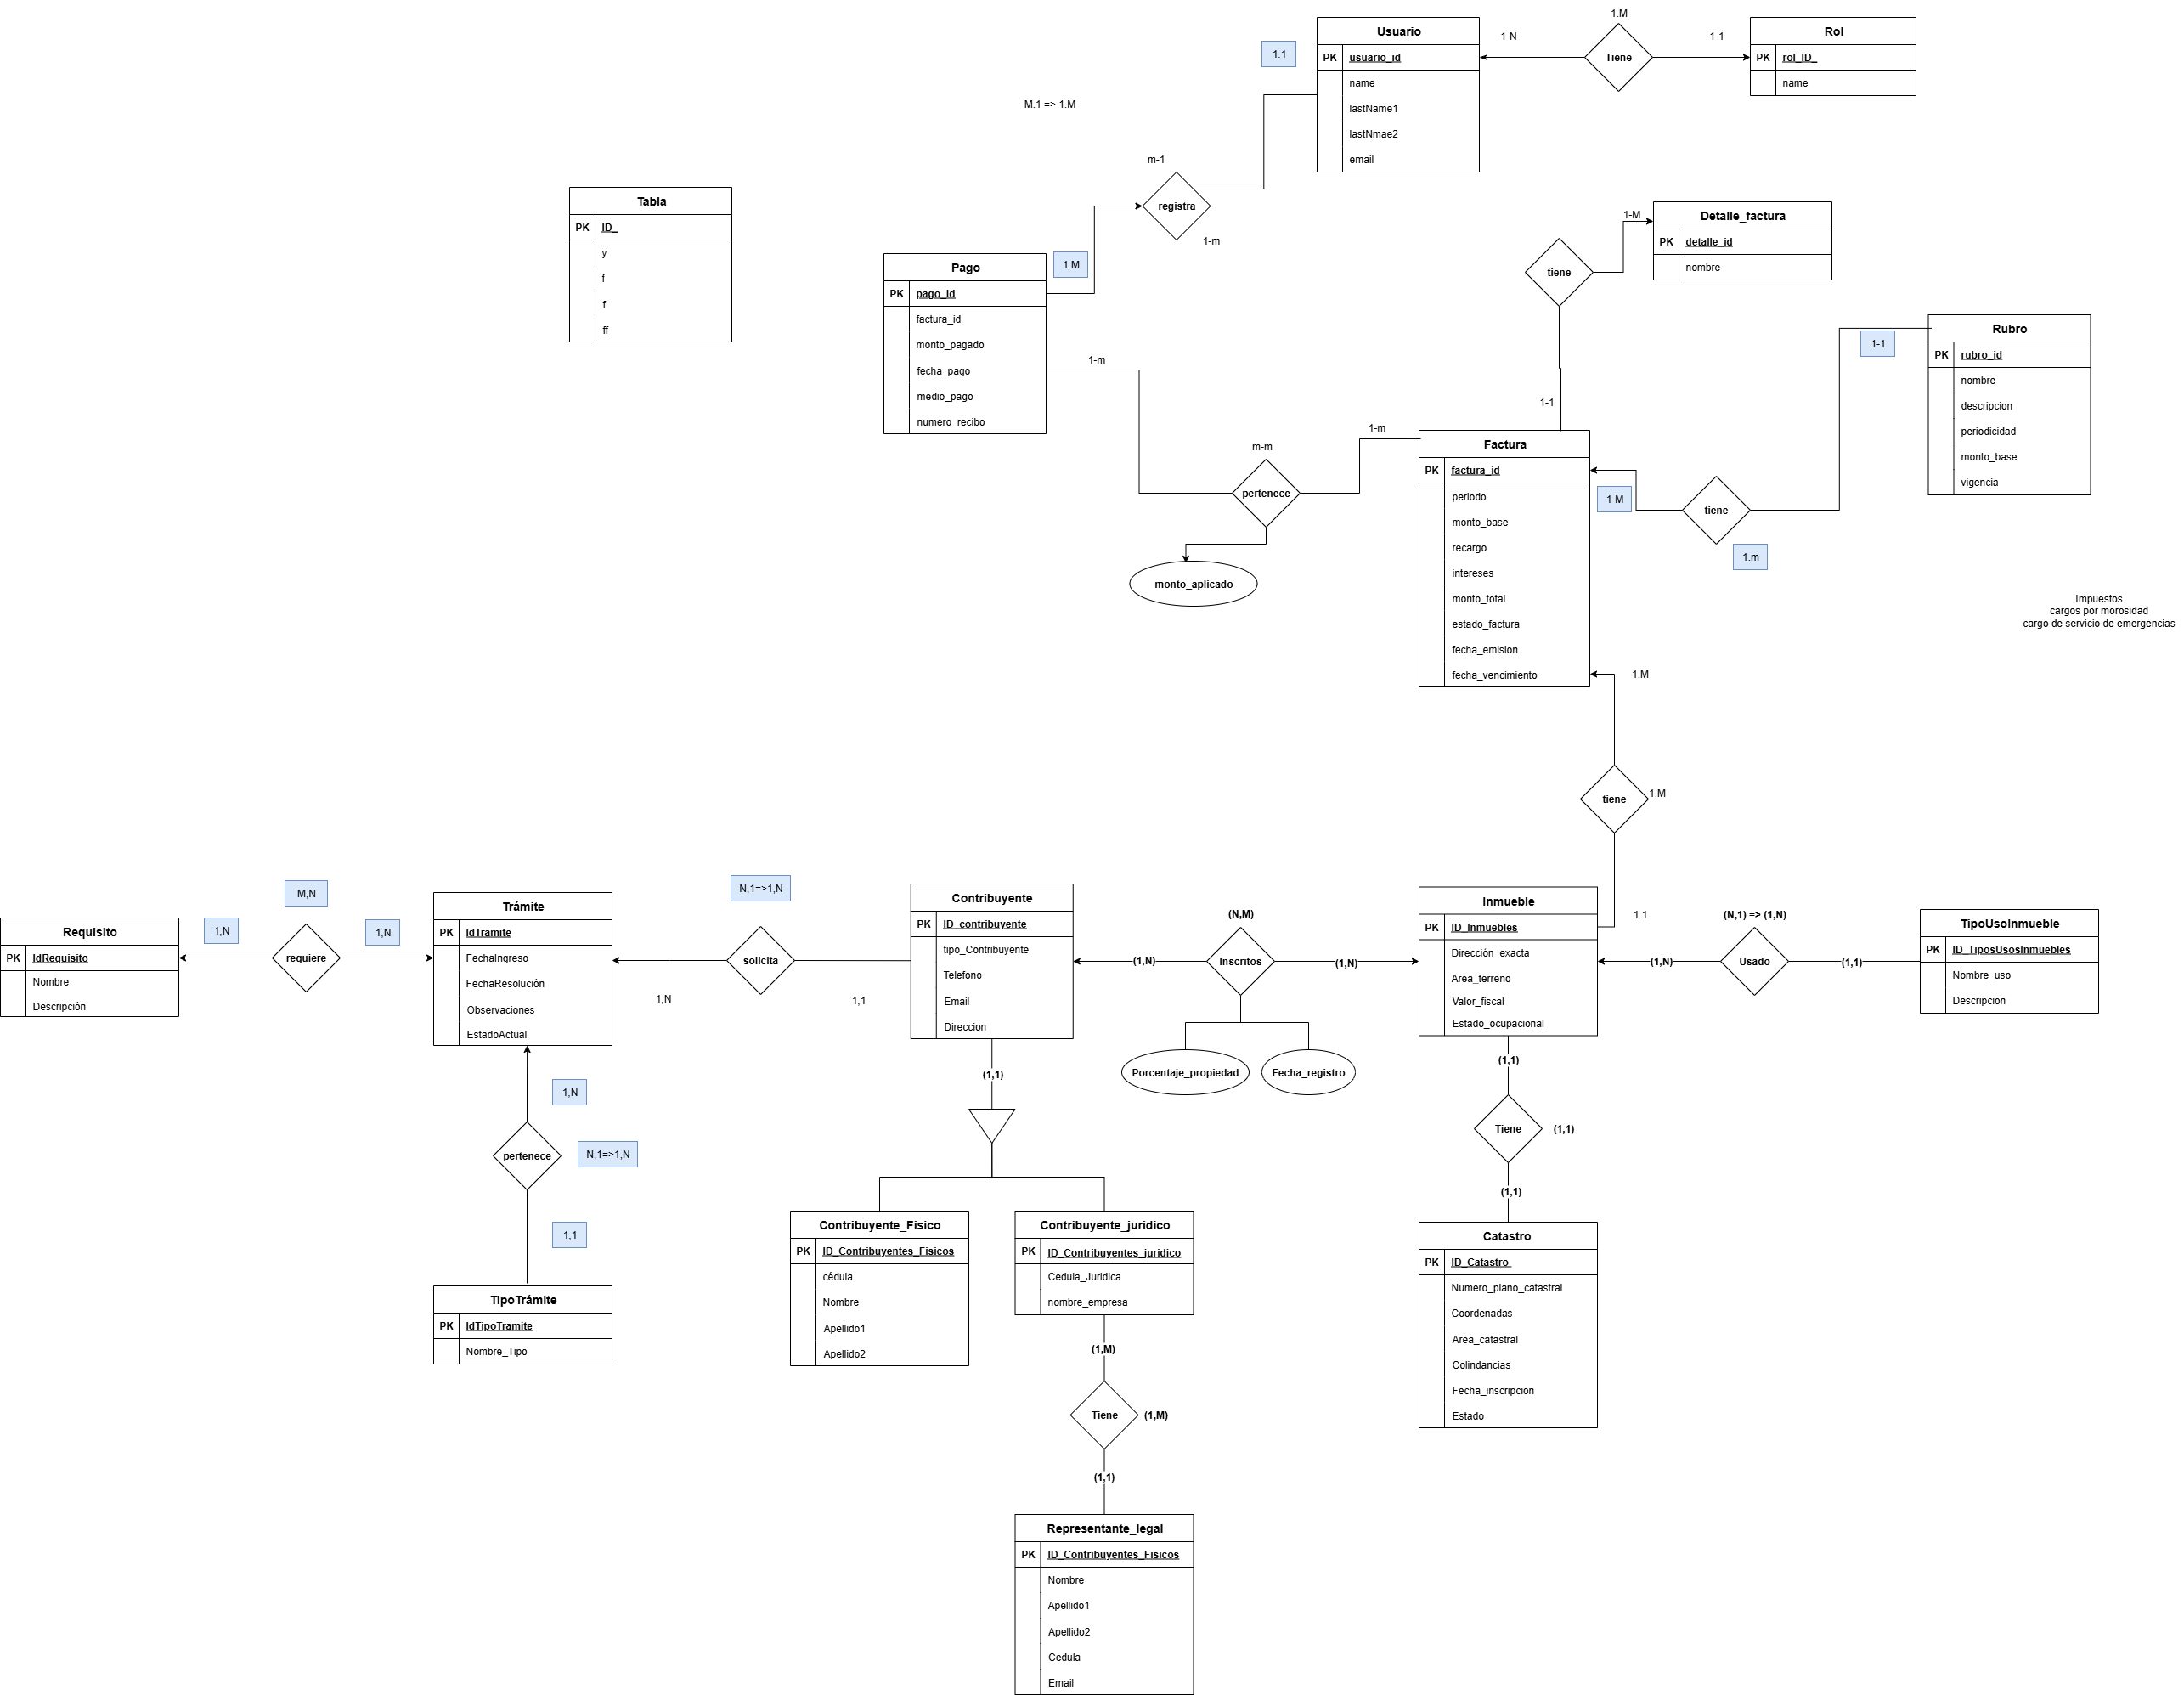 1.M
Usuario
PK usuario_id
name
lastName1
lastNmae2
email
1-N
Tiene
1-1
Rol
PK rol_ID_
name
1.1
M.1 => 1.M
m-1
registra
1-m
Tabla
PK ID_
y
f
f
ff
Pago
PK pago_id
factura_id
monto_pagado
fecha_pago
medio_pago
numero_recibo
1.M
1-m
m-m
pertenece
monto_aplicado
1-m
1-M
Detalle_factura
PK detalle_id
nombre
tiene
1-1
Rubro
PK rubro_id
nombre
descripcion
periodicidad
monto_base
vigencia
1-1
Factura
PK factura_id
periodo
monto_base
recargo
intereses
monto_total
estado_factura
fecha_emision
fecha_vencimiento
1-M
tiene
1.m
Impuestos
cargos por morosidad
cargo de servicio de emergencias
1.M
tiene
1.M
1.1
Requisito
PK IdRequisito
Nombre
Descripción
1,N
M,N
requiere
1,N
Trámite
PK IdTramite
FechaIngreso
FechaResolución
Observaciones
EstadoActual
N,1=>1,N
solicita
1,N
1,1
Contribuyente
PK ID_contribuyente
tipo_Contribuyente
Telefono
Email
Direccion
(N,M)
(1,N)
Inscritos
(1,N)
Porcentaje_propiedad
Fecha_registro
Inmueble
PK ID_Inmuebles
Dirección_exacta
Area_terreno
Valor_fiscal
Estado_ocupacional
(N,1) => (1,N)
(1,N)
Usado
(1,1)
TipoUsoInmueble
PK ID_TiposUsosInmuebles
Nombre_uso
Descripcion
1,N
pertenece
N,1=>1,N
1,1
TipoTrámite
PK IdTipoTramite
Nombre_Tipo
(1,1)
Contribuyente_Fisico
PK ID_Contribuyentes_Fisicos
cédula
Nombre
Apellido1
Apellido2
Contribuyente_juridico
PK ID_Contribuyentes_juridico
Cedula_Juridica
nombre_empresa
(1,M)
Tiene
(1,M)
(1,1)
Representante_legal
PK ID_Contribuyentes_Fisicos
Nombre
Apellido1
Apellido2
Cedula
Email
(1,1)
Tiene
(1,1)
(1,1)
Catastro
PK ID_Catastro
Numero_plano_catastral
Coordenadas
Area_catastral
Colindancias
Fecha_inscripcion
Estado